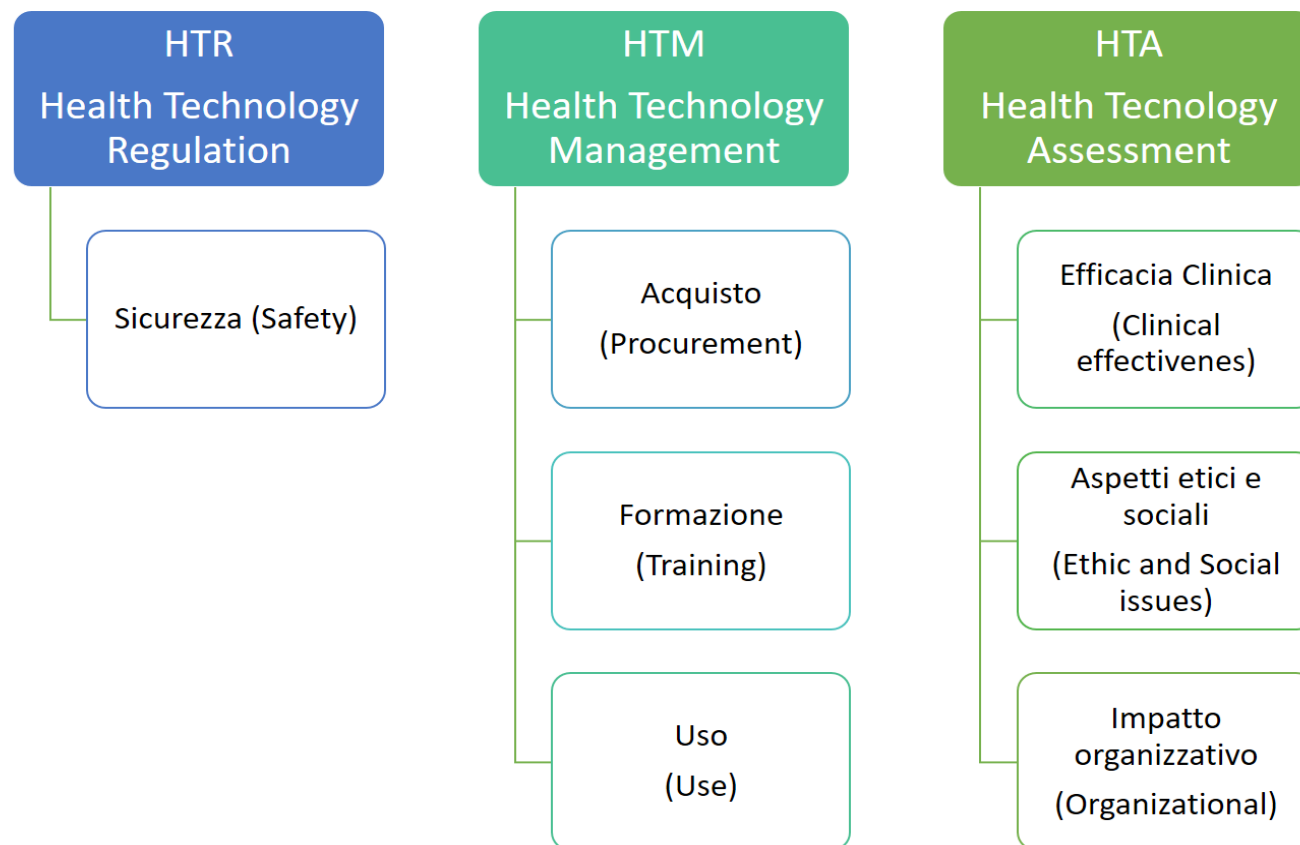 HTR
Health Technology
Regulation
Sicurezza (Safety)
HTM
Health Technology
Management
Acquisto
(Procurement)
Formazione
(Training)
Uso
(Use)
HTA
Health Tecnology
Assessment
Efficacia Clinica
(Clinical
effectivenes)
Aspetti etici e
sociali
(Ethic and Social
issues)
Impatto
organizzativo
(Organizational)